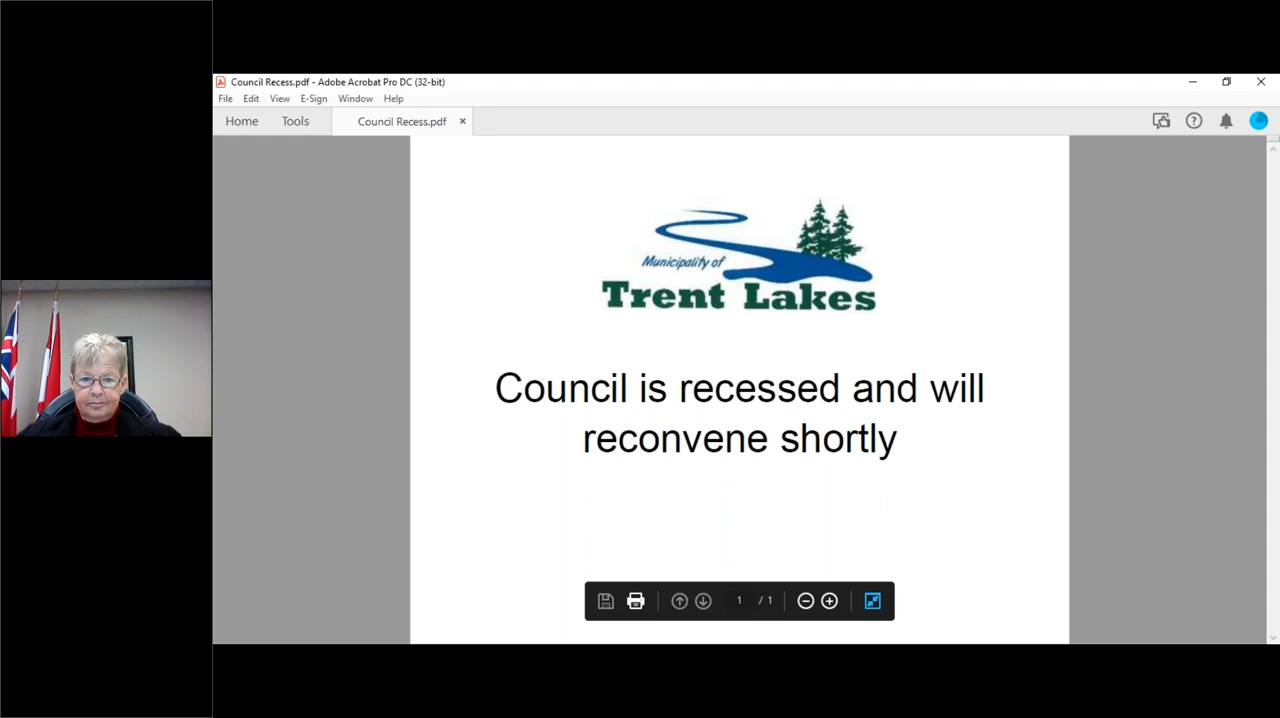 Council Recess.pdf - Adobe Acrobat Pro DC (32-bit)
File Edit View E-Sign Window Help
Home Tools Council Recess.pdf
Municipality of
Trent Lakes
Council is recessed and will
reconvene shortly
1 / 1